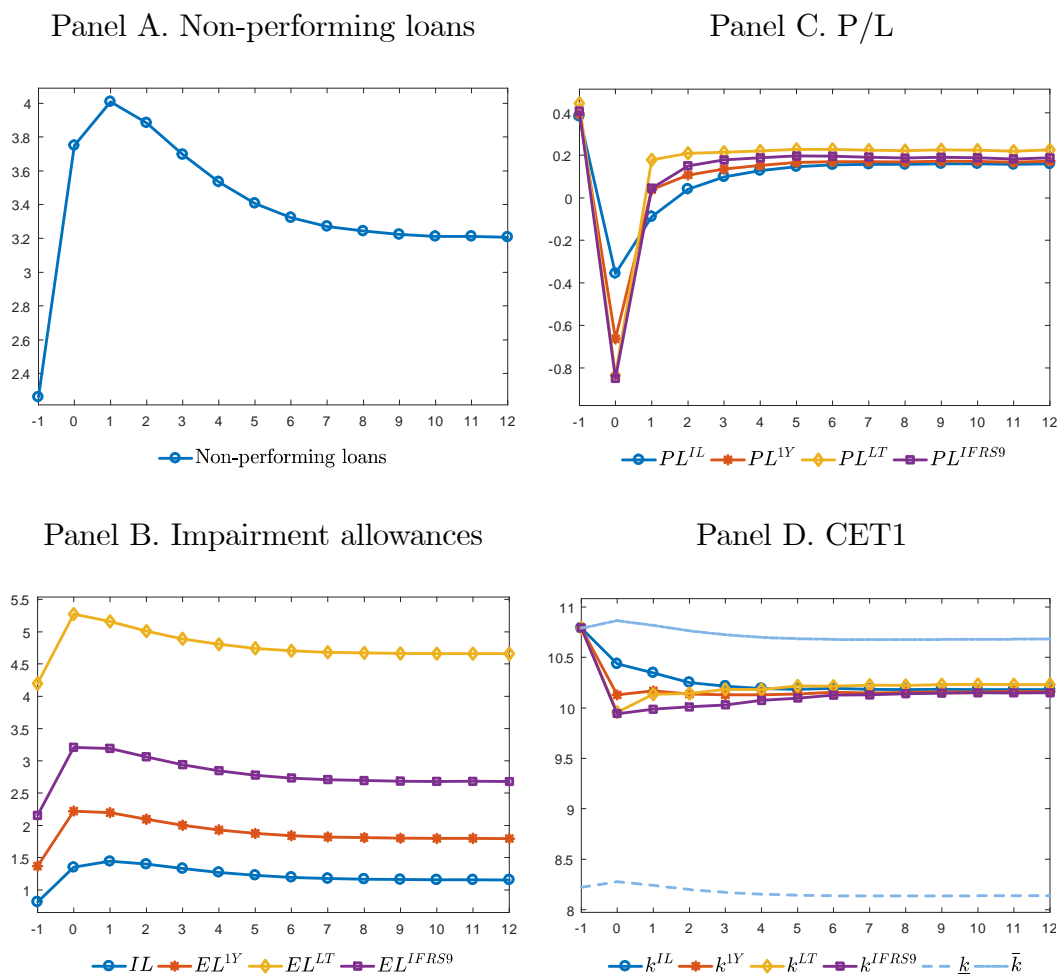 Panel A. Non-performing loans
4
3.8
3.6
3.4
3.2
3
2.8
2.6
2.4
-1 0 1 2 3 4 5 6 7 8 9 10 11 12
Non-performing loans
Panel C. P/L
0.4
0.2
0
-0.2
-0.4
-0.6
-0.8
-1 0 1 2 3 4 5 6 7 8 9 10 11 12
PL^{IL} PL^{1Y} PL^{LT} PL^{IFRS9}
Panel B. Impairment allowances
5.5
5
4.5
4
3.5
3
2.5
2
1.5
1
-1 0 1 2 3 4 5 6 7 8 9 10 11 12
IL EL^{1Y} EL^{LT} EL^{IFRS9}
Panel D. CET1
11
10.5
10
9.5
9
8.5
8
-1 0 1 2 3 4 5 6 7 8 9 10 11 12
k^{IL} k^{1Y} k^{LT} k^{IFRS9} k̲ k̄